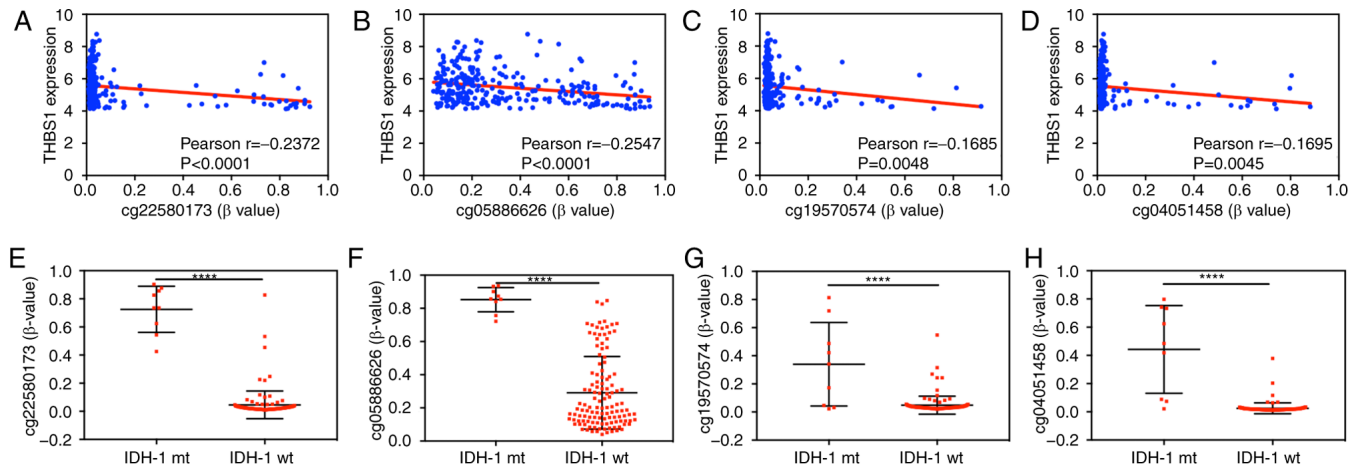 A
THBS1 expression
10
8
6
4
2
0
Pearson r=−0.2372
P<0.0001
0.0 0.2 0.4 0.6 0.8 1.0
cg22580173 (β value)
B
THBS1 expression
10
8
6
4
2
0
Pearson r=−0.2547
P<0.0001
0.0 0.2 0.4 0.6 0.8 1.0
cg05886626 (β value)
C
THBS1 expression
10
8
6
4
2
0
Pearson r=−0.1685
P=0.0048
0.0 0.2 0.4 0.6 0.8 1.0
cg19570574 (β value)
D
THBS1 expression
10
8
6
4
2
0
Pearson r=−0.1695
P=0.0045
0.0 0.2 0.4 0.6 0.8 1.0
cg04051458 (β value)
E
cg22580173 (β-value)
1.0
0.8
0.6
0.4
0.2
0.0
−0.2
****
IDH-1 mt IDH-1 wt
F
cg05886626 (β-value)
1.0
0.8
0.6
0.4
0.2
0.0
****
IDH-1 mt IDH-1 wt
G
cg19570574 (β-value)
1.0
0.8
0.6
0.4
0.2
0.0
−0.2
****
IDH-1 mt IDH-1 wt
H
cg04051458 (β-value)
1.0
0.8
0.6
0.4
0.2
0.0
−0.2
****
IDH-1 mt IDH-1 wt